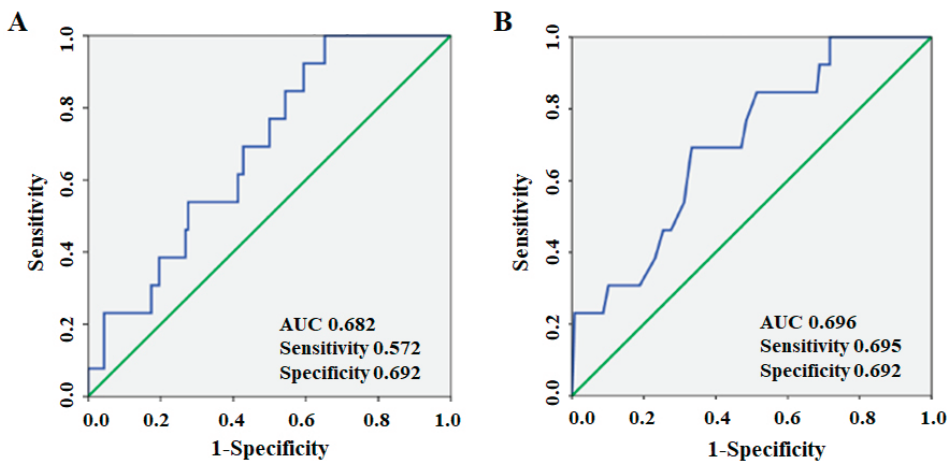 A
1.0
0.8
0.6
0.4
0.2
0.0
Sensitivity
AUC 0.682
Sensitivity 0.572
Specificity 0.692
0.0 0.2 0.4 0.6 0.8 1.0
1-Specificity
B
1.0
0.8
0.6
0.4
0.2
0.0
Sensitivity
AUC 0.696
Sensitivity 0.695
Specificity 0.692
0.0 0.2 0.4 0.6 0.8 1.0
1-Specificity